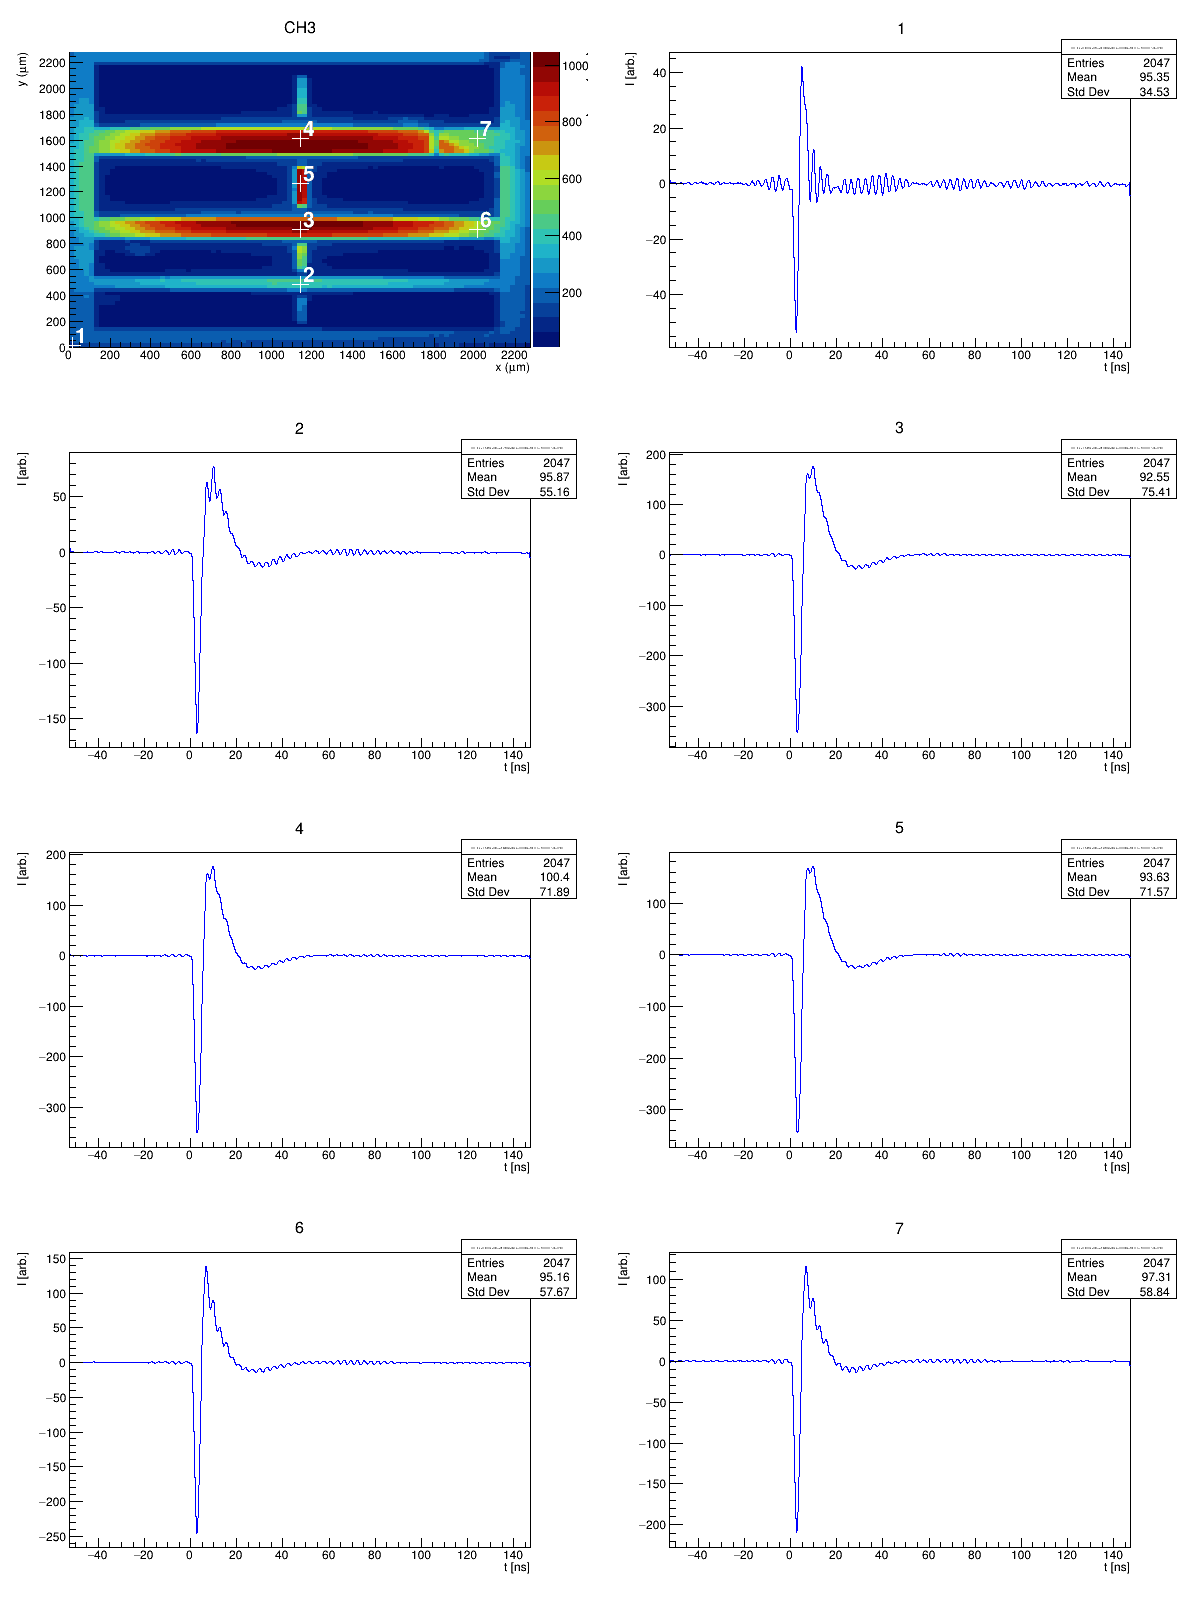 CH3
y (μm)
2200
2000
1800
1600
1400
1200
1000
800
600
400
200
0
0 200 400 600 800 1000 1200 1400 1600 1800 2000 2200
x (μm)
1000
800
600
400
200
4
7
5
3
6
2
1
1
I [arb.]
Entries 2047
Mean 95.35
Std Dev 34.53
40
20
0
−20
−40
−40 −20 0 20 40 60 80 100 120 140
t [ns]
2
I [arb.]
Entries 2047
Mean 95.87
Std Dev 55.16
50
0
−50
−100
−150
−40 −20 0 20 40 60 80 100 120 140
t [ns]
3
I [arb.]
Entries 2047
Mean 92.55
Std Dev 75.41
200
100
0
−100
−200
−300
−40 −20 0 20 40 60 80 100 120 140
t [ns]
4
I [arb.]
Entries 2047
Mean 100.4
Std Dev 71.89
200
100
0
−100
−200
−300
−40 −20 0 20 40 60 80 100 120 140
t [ns]
5
I [arb.]
Entries 2047
Mean 93.63
Std Dev 71.57
100
0
−100
−200
−300
−40 −20 0 20 40 60 80 100 120 140
t [ns]
6
I [arb.]
Entries 2047
Mean 95.16
Std Dev 57.67
150
100
50
0
−50
−100
−150
−200
−250
−40 −20 0 20 40 60 80 100 120 140
t [ns]
7
I [arb.]
Entries 2047
Mean 97.31
Std Dev 58.84
100
50
0
−50
−100
−150
−200
−40 −20 0 20 40 60 80 100 120 140
t [ns]